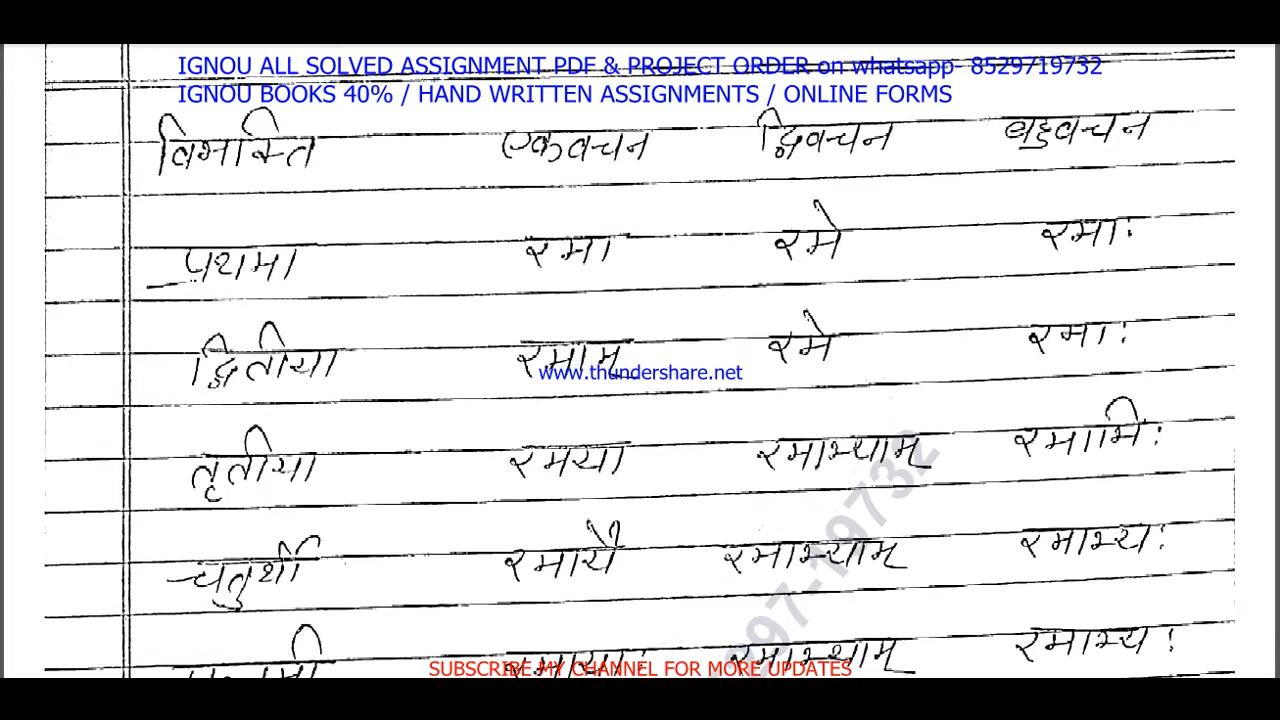 IGNOU ALL SOLVED ASSIGNMENT PDF & PROJECT ORDER on whatsapp- 8529719732
IGNOU BOOKS 40% / HAND WRITTEN ASSIGNMENTS / ONLINE FORMS
विभक्ति एकवचन द्विवचन बहुवचन
प्रथमा रमा रमे रमाः
द्वितीया रमाम् रमे रमाः
www.thundershare.net
तृतीया रमया रमाभ्याम् रमाभिः
चतुर्थी रमायै रमाभ्याम् रमाभ्यः
रमायाः रमाभ्याम् रमाभ्यः
SUBSCRIBE MY CHANNEL FOR MORE UPDATES